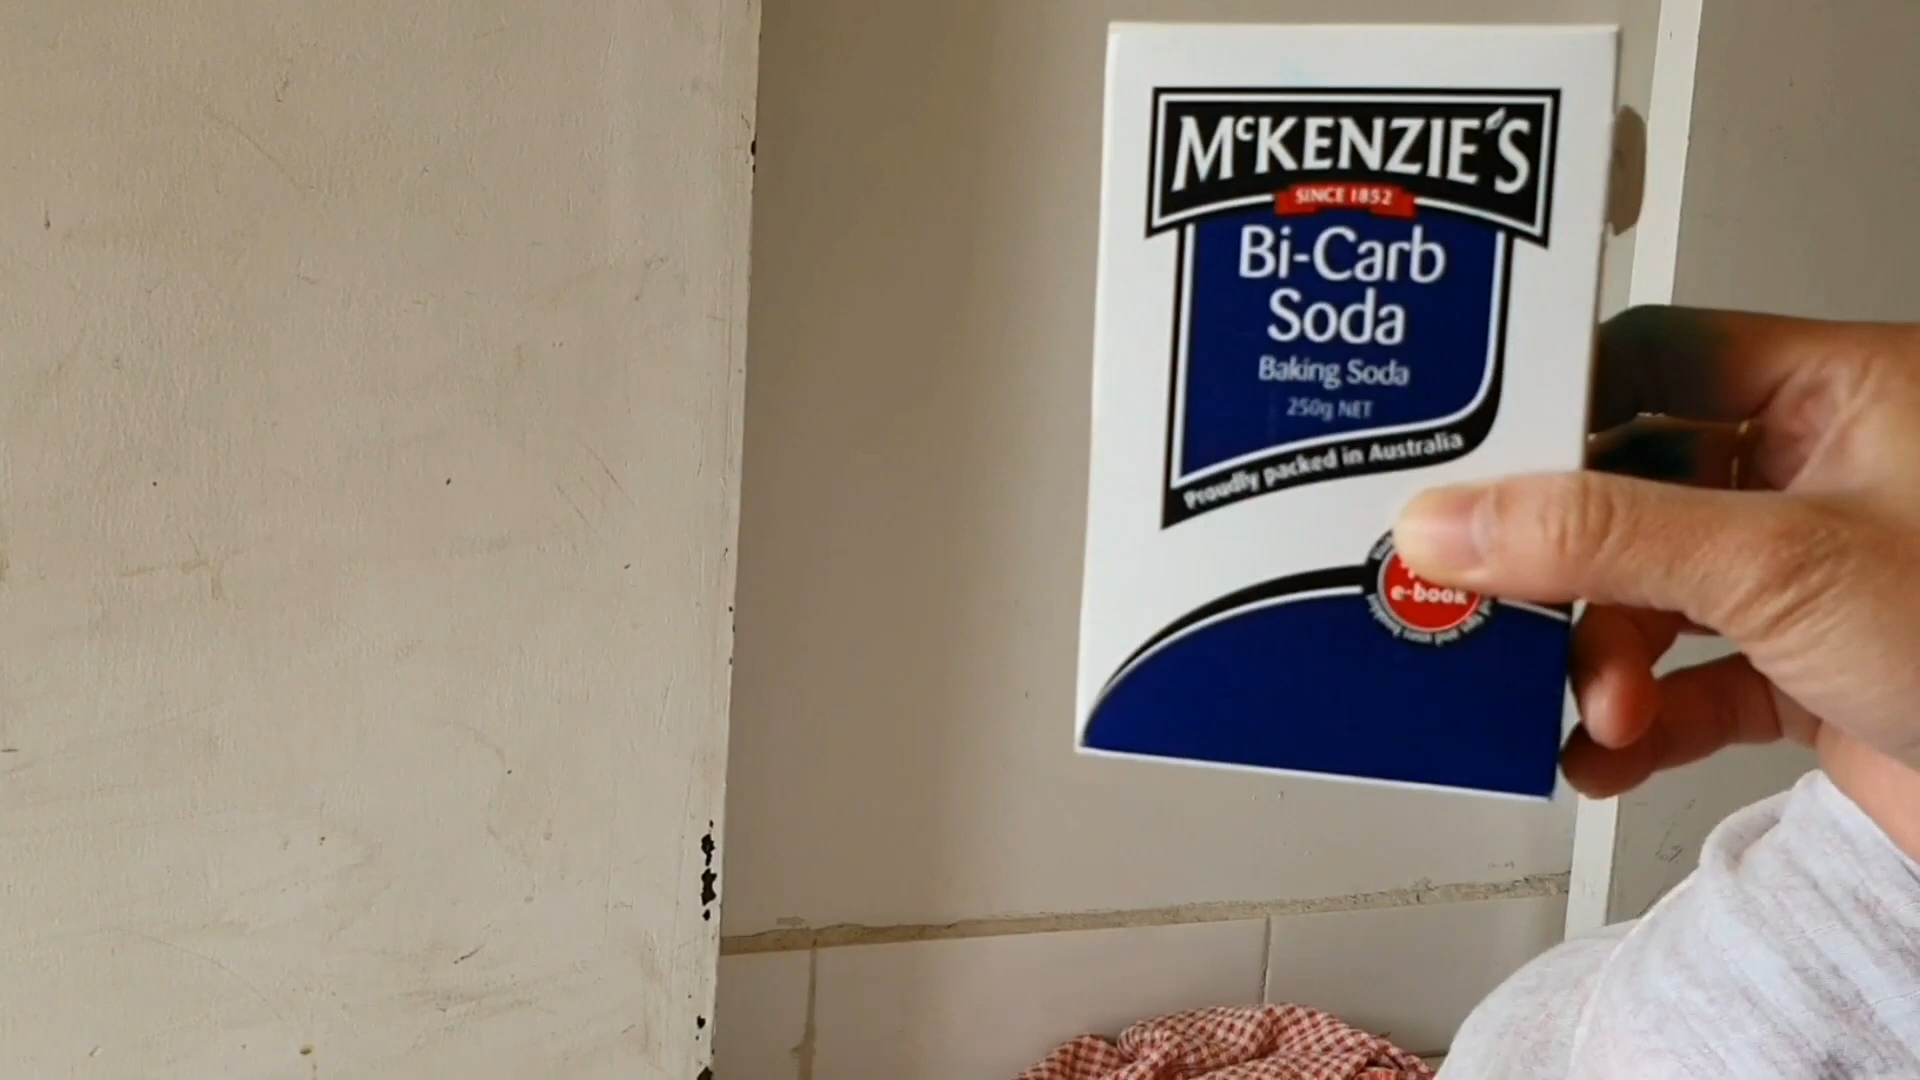 McKENZIE'S
SINCE 1852
Bi-Carb
Soda
Baking Soda
250g NET
Proudly packed in Australia
e-book